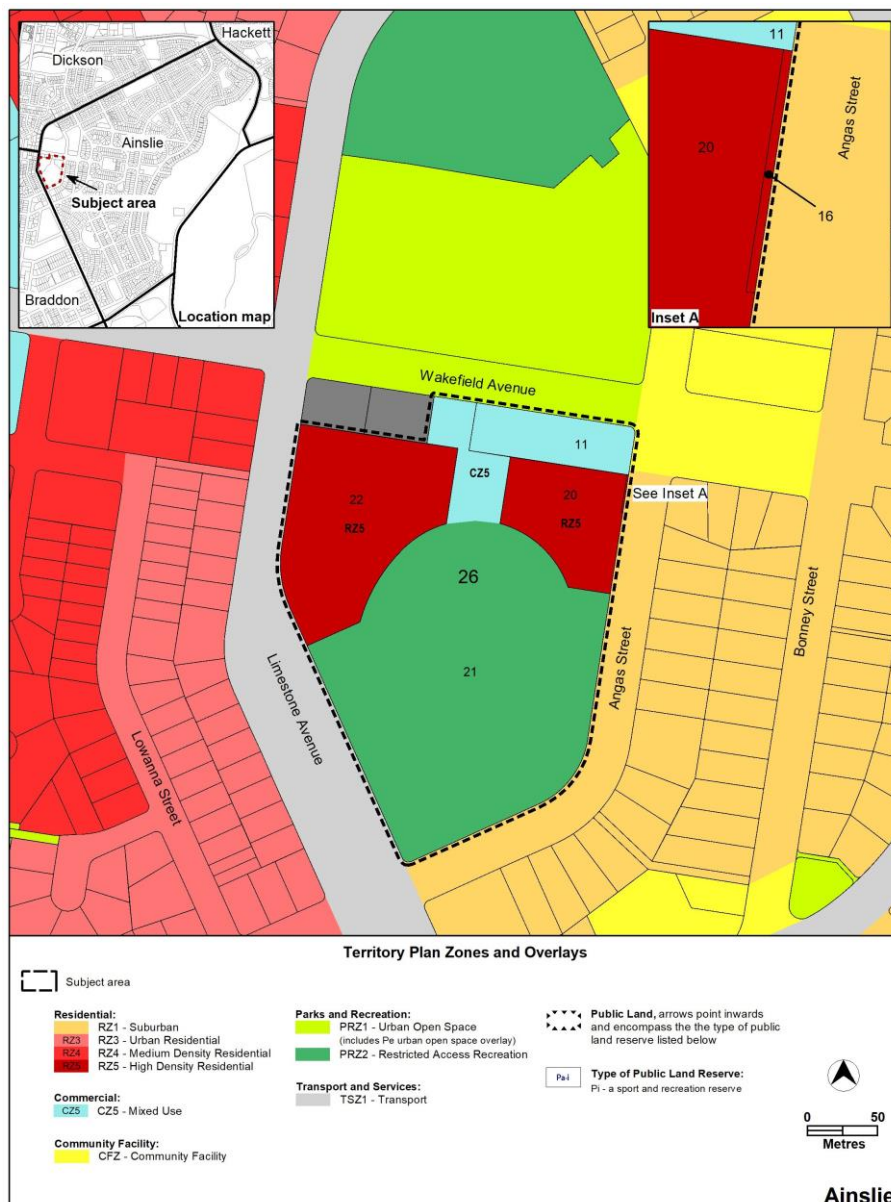 Hackett
Dickson
Ainslie
Subject area
Braddon
Location map
11
20
Angas Street
16
Inset A
Wakefield Avenue
11
CZ5
See Inset A
22
RZ5
20
RZ5
26
21
Limestone Avenue
Lowanna Street
Angas Street
Bonney Street
Territory Plan Zones and Overlays
Subject area
Residential:
RZ1 - Suburban
RZ3 RZ3 - Urban Residential
RZ4 RZ4 - Medium Density Residential
RZ5 RZ5 - High Density Residential
Commercial:
CZ5 CZ5 - Mixed Use
Community Facility:
CFZ - Community Facility
Parks and Recreation:
PRZ1 - Urban Open Space
(includes Pe urban open space overlay)
PRZ2 - Restricted Access Recreation
Transport and Services:
TSZ1 - Transport
Public Land, arrows point inwards
and encompass the the type of public
land reserve listed below
Pa-i
Type of Public Land Reserve:
Pi - a sport and recreation reserve
0 50
Metres
Ainslie